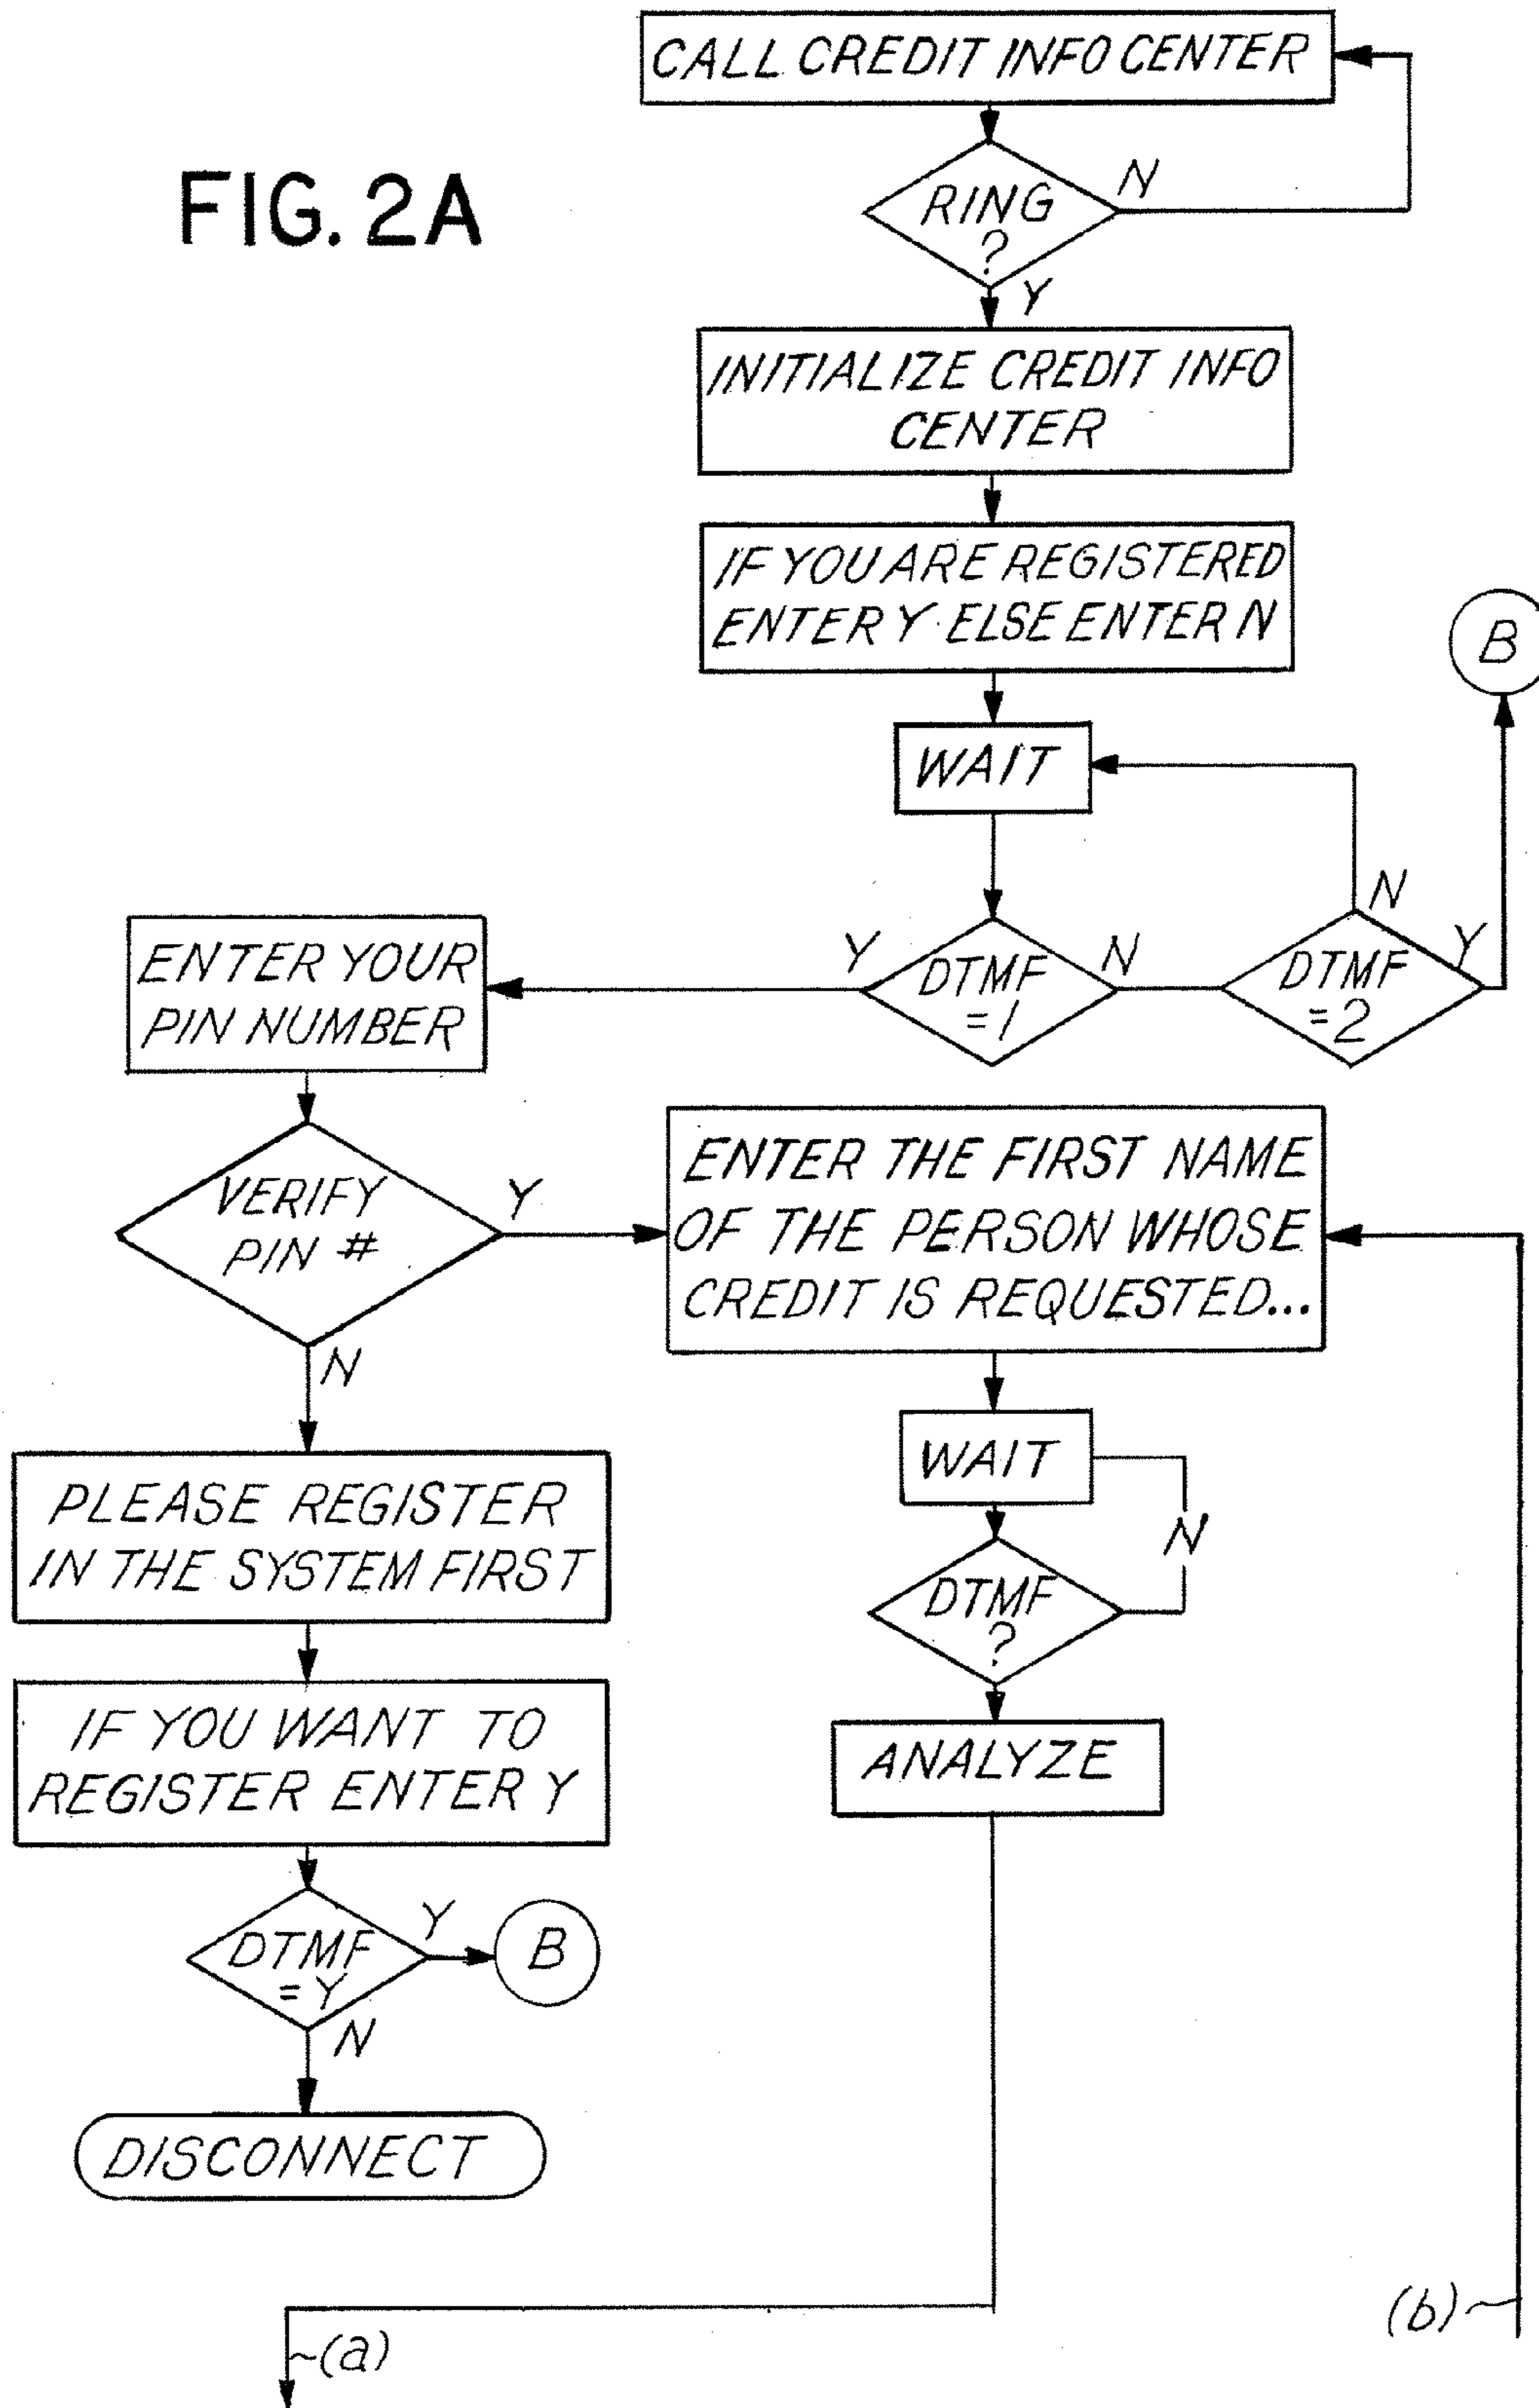 FIG. 2A
CALL CREDIT INFO CENTER
RING
?
N
Y
INITIALIZE CREDIT INFO
CENTER
IF YOU ARE REGISTERED
ENTER Y ELSE ENTER N
B
WAIT
DTMF
=1
Y
N
DTMF
=2
N
Y
ENTER YOUR
PIN NUMBER
VERIFY
PIN #
Y
N
ENTER THE FIRST NAME
OF THE PERSON WHOSE
CREDIT IS REQUESTED...
WAIT
N
DTMF
?
ANALYZE
PLEASE REGISTER
IN THE SYSTEM FIRST
IF YOU WANT TO
REGISTER ENTER Y
DTMF
=Y
Y
B
N
DISCONNECT
(a)
(b)